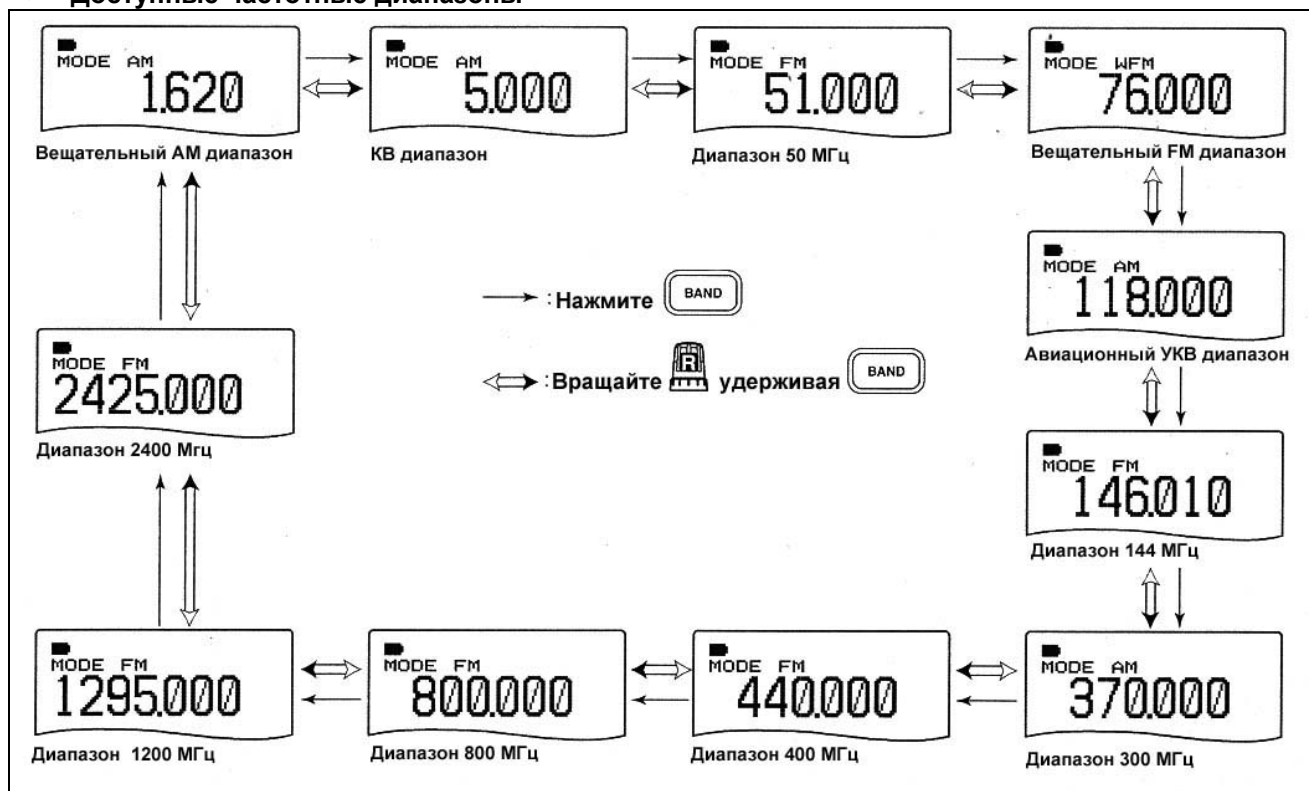 Доступные частотные диапазоны
MODE AM
1.620
Вещательный АМ диапазон
MODE AM
5.000
КВ диапазон
MODE FM
51.000
Диапазон 50 МГц
MODE WFM
76.000
Вещательный FM диапазон
MODE AM
118.000
Авиационный УКВ диапазон
: Нажмите BAND
: Вращайте R удерживая BAND
MODE FM
2425.000
Диапазон 2400 Мгц
MODE FM
146.010
Диапазон 144 МГц
MODE FM
1295.000
Диапазон 1200 МГц
MODE FM
800.000
Диапазон 800 МГц
MODE FM
440.000
Диапазон 400 МГц
MODE AM
370.000
Диапазон 300 МГц